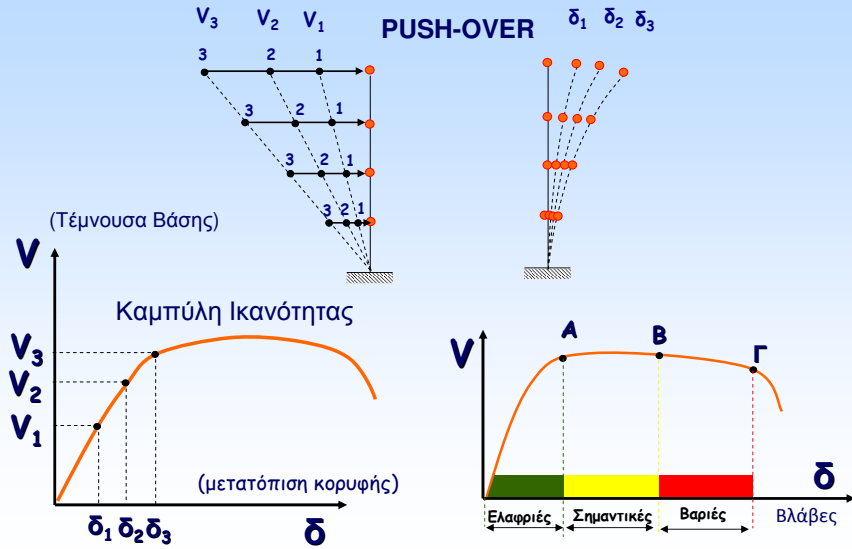 V3 V2 V1 PUSH-OVER δ1 δ2 δ3
3 2 1
3 2 1
3 2 1
3 2 1
(Τέμνουσα Βάσης)
V
Καμπύλη Ικανότητας
V3
V2
V1
(μετατόπιση κορυφής)
δ1 δ2 δ3 δ
V
Α Β Γ
δ
Ελαφριές Σημαντικές Βαριές Βλάβες